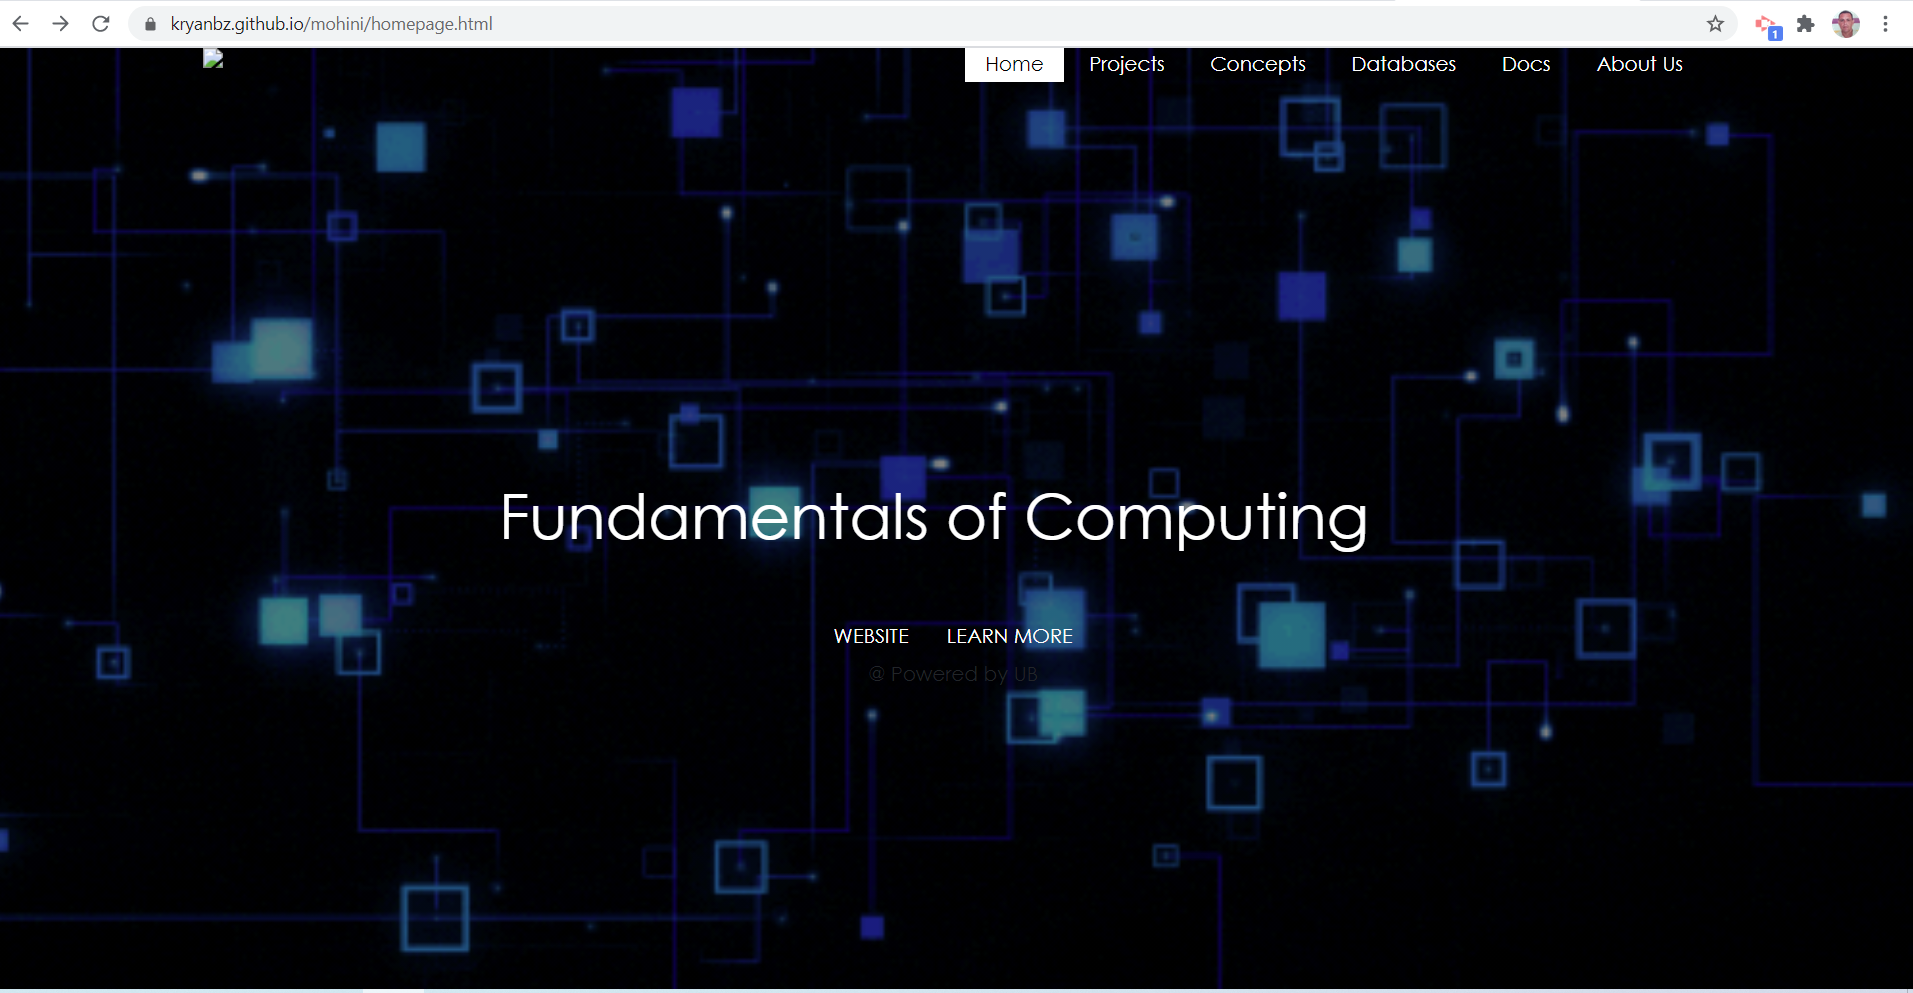 kryanbz.github.io/mohini/homepage.html
1
Home Projects Concepts Databases Docs About Us
Fundamentals of Computing
WEBSITE LEARN MORE
@ Powered by UB